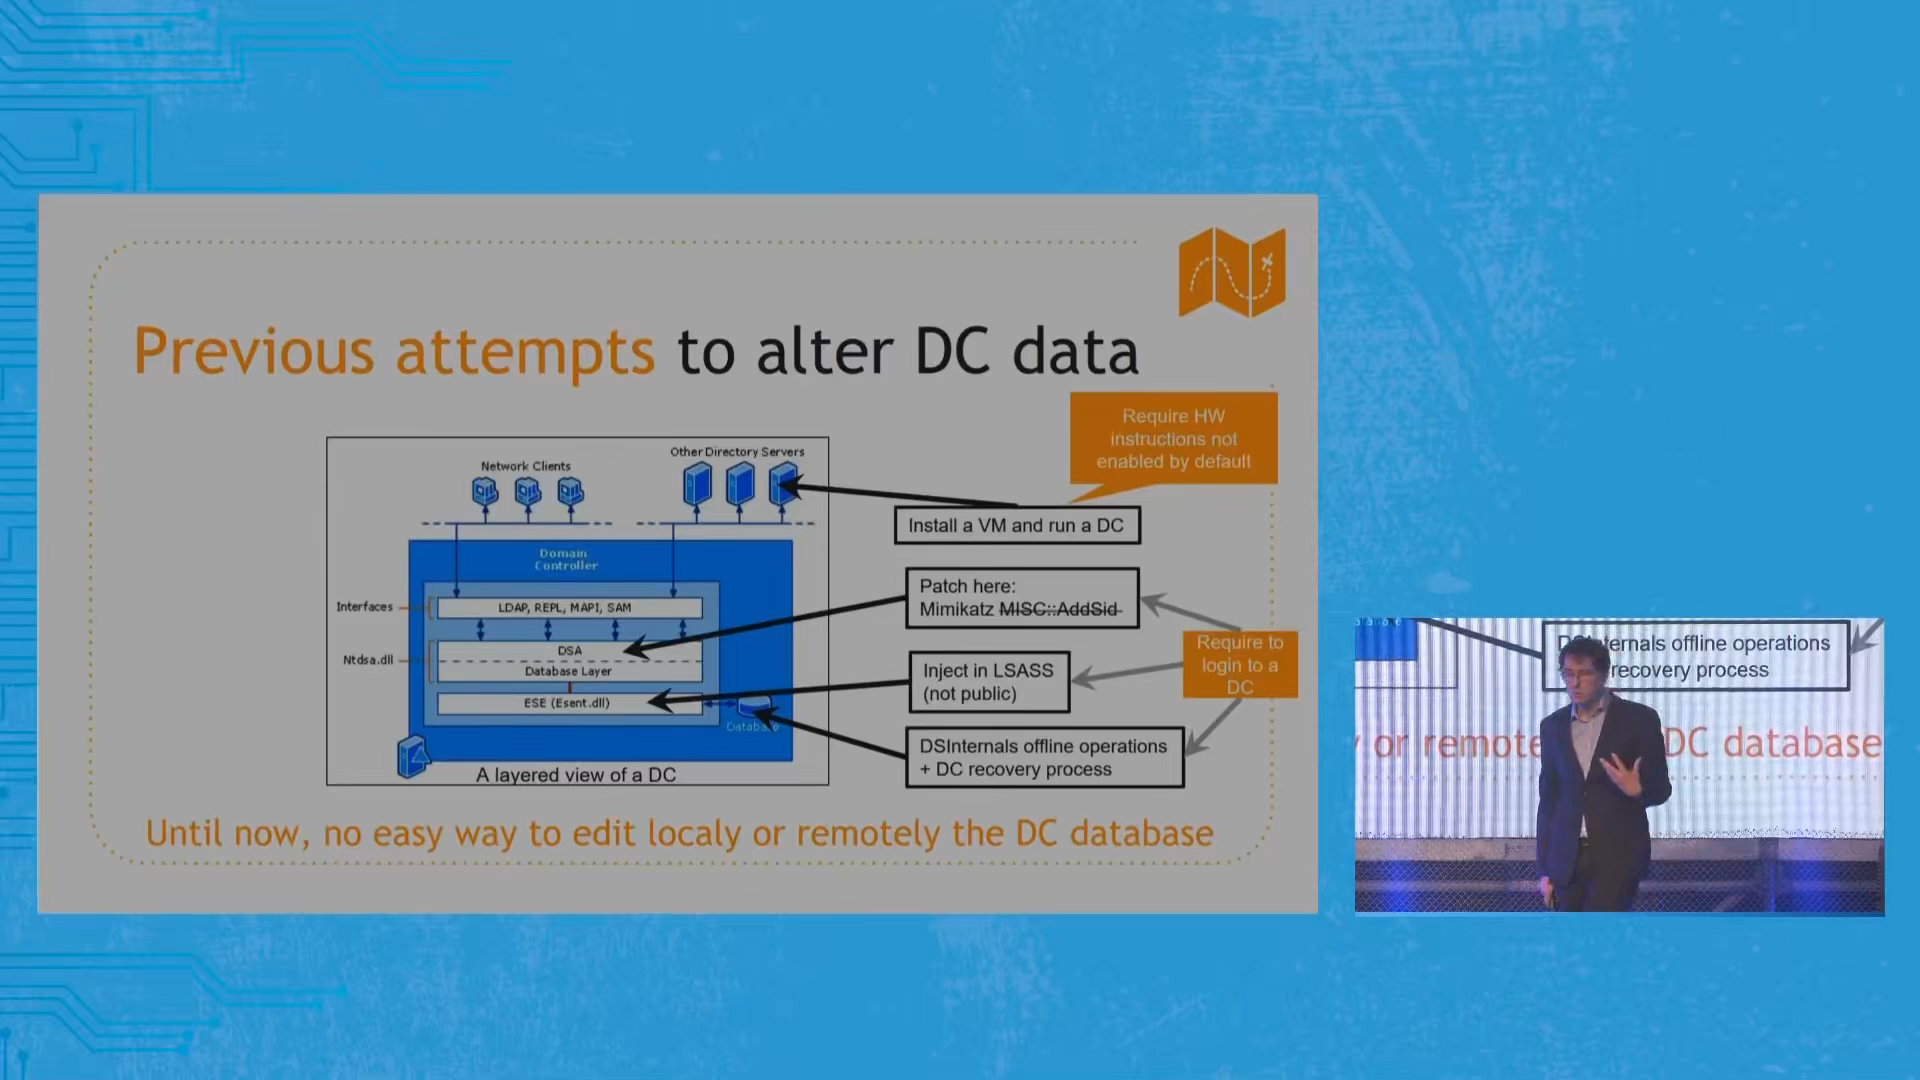 Previous attempts to alter DC data
Require HW
instructions not
enabled by default
Other Directory Servers
Network Clients
Install a VM and run a DC
Domain
Controller
Patch here:
Mimikatz MISC::AddSid
Interfaces
LDAP, REPL, MAPI, SAM
Require to
login to a
DC
DSA
Ntdsa.dll
Database Layer
Inject in LSASS
(not public)
ESE (Esent.dll)
Database
DSInternals offline operations
+ DC recovery process
A layered view of a DC
Until now, no easy way to edit localy or remotely the DC database
internals offline operations
recovery process
or remote DC database